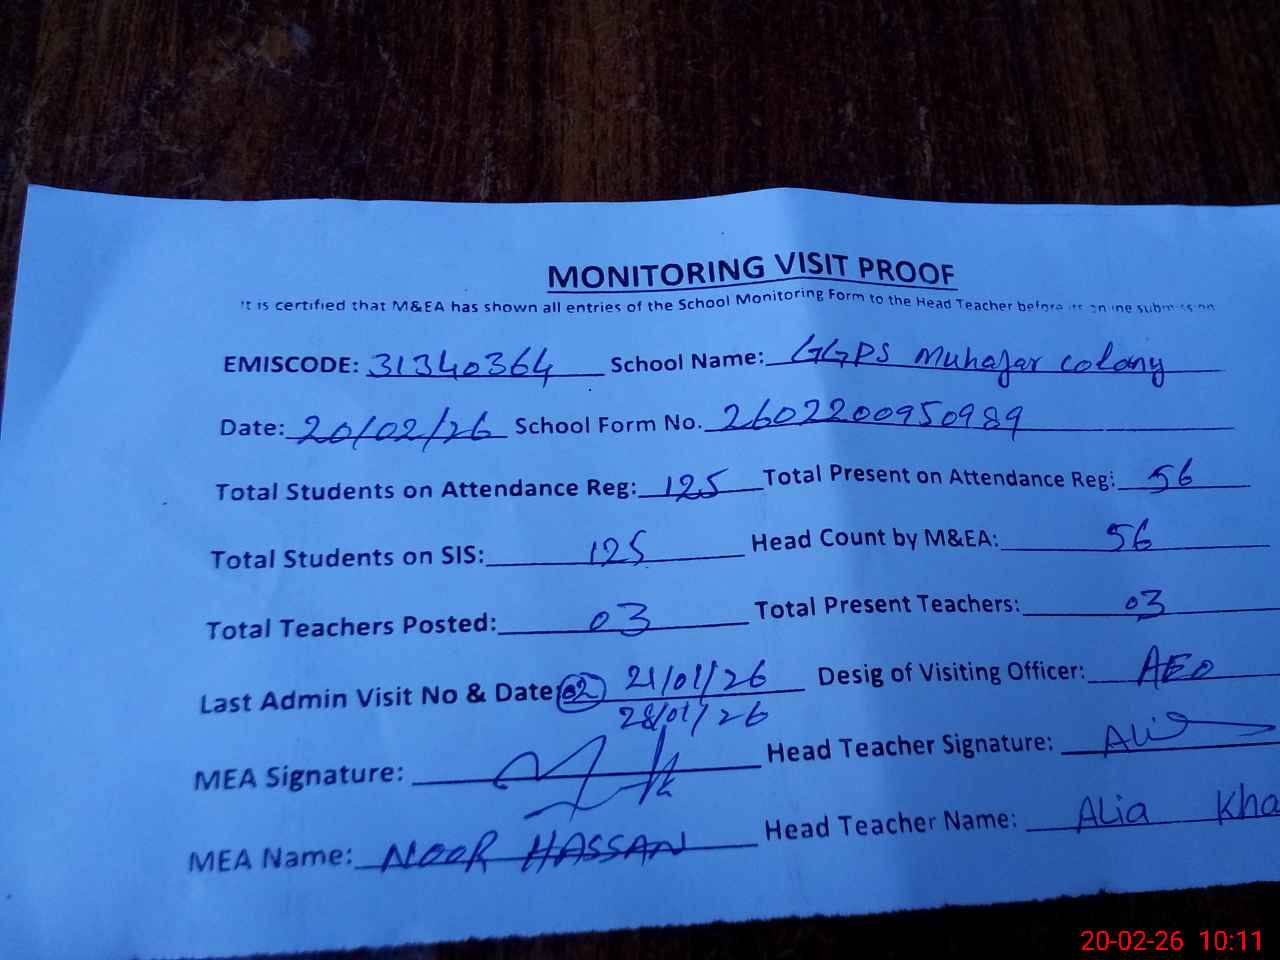 MONITORING VISIT PROOF
It is certified that M&EA has shown all entries of the School Monitoring Form to the Head Teacher before its online submission
EMISCODE: 31340364 School Name: GGPS Muhajar colony
Date: 20/02/26 School Form No. 2602200950989
Total Students on Attendance Reg: 125 Total Present on Attendance Reg: 56
Total Students on SIS: 125 Head Count by M&EA: 56
Total Teachers Posted: 03 Total Present Teachers: 03
Last Admin Visit No & Date: 02 21/01/26 Desig of Visiting Officer: AEO
28/01/26
MEA Signature: Head Teacher Signature: Alia
MEA Name: NOOR HASSAN Head Teacher Name: Alia Kha
20-02-26 10:11